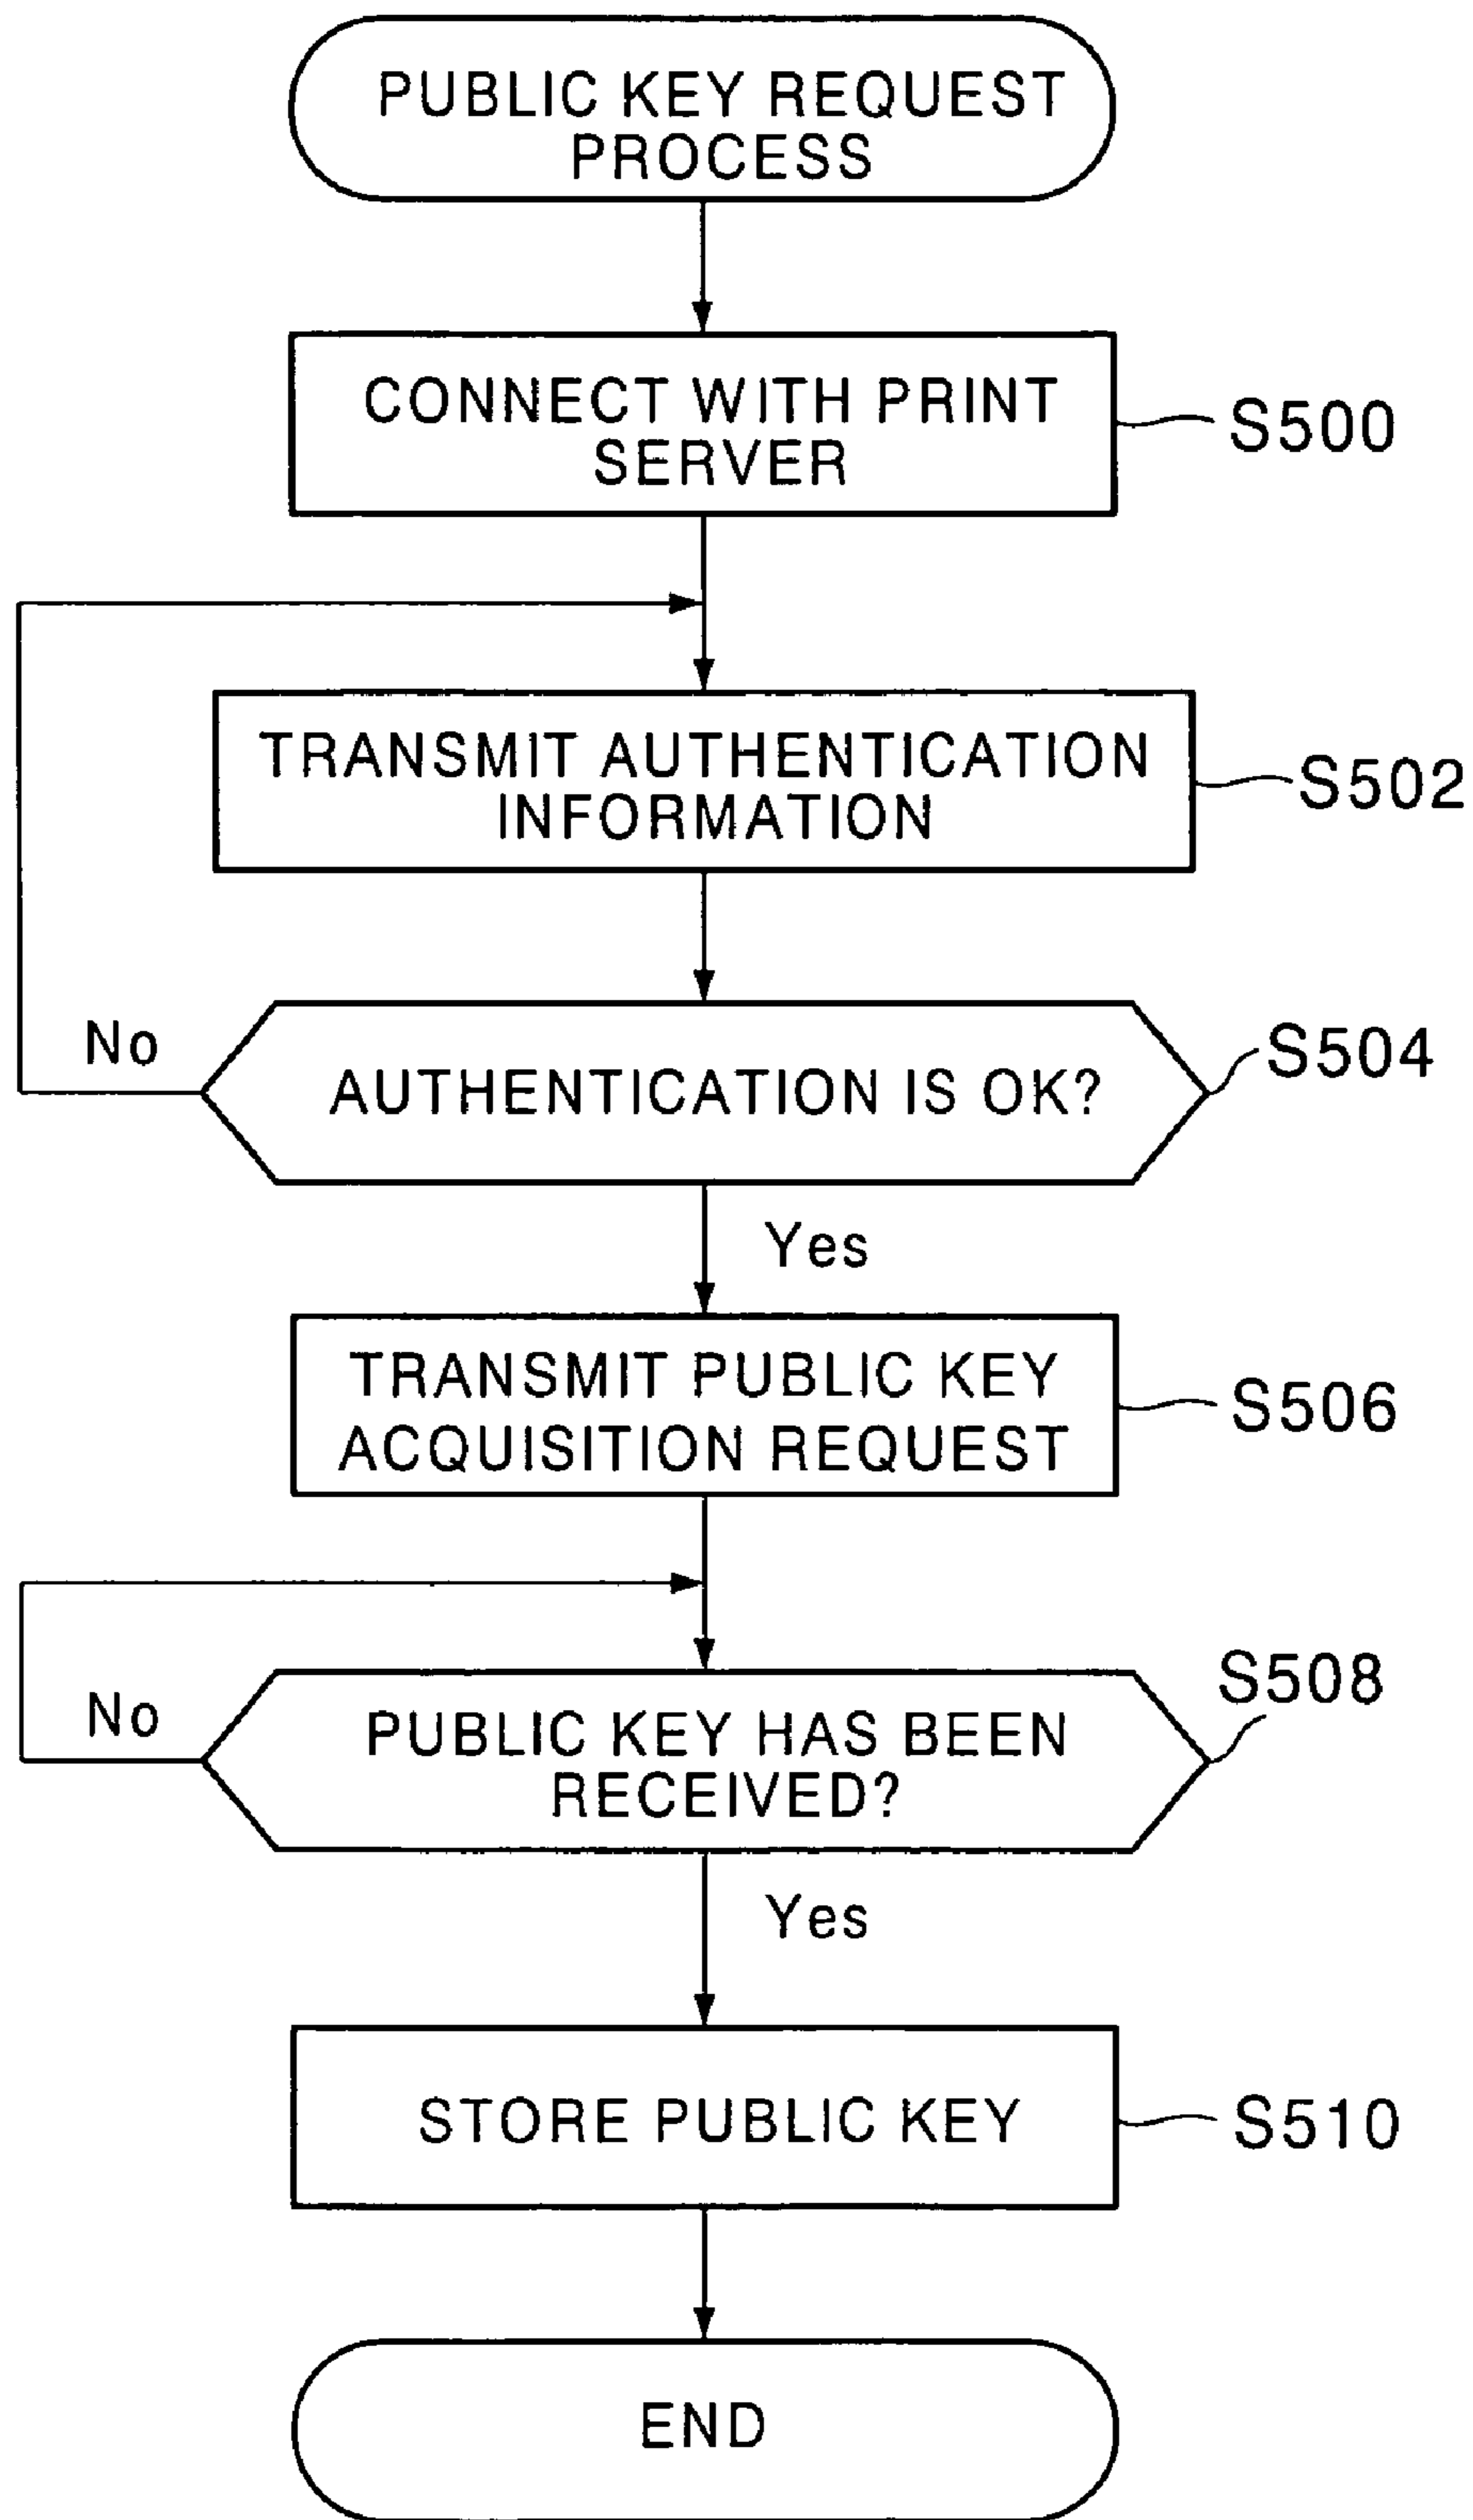 PUBLIC KEY REQUEST
PROCESS
CONNECT WITH PRINT
SERVER
S500
TRANSMIT AUTHENTICATION
INFORMATION
S502
No
AUTHENTICATION IS OK?
S504
Yes
TRANSMIT PUBLIC KEY
ACQUISITION REQUEST
S506
No
PUBLIC KEY HAS BEEN
RECEIVED?
S508
Yes
STORE PUBLIC KEY
S510
END